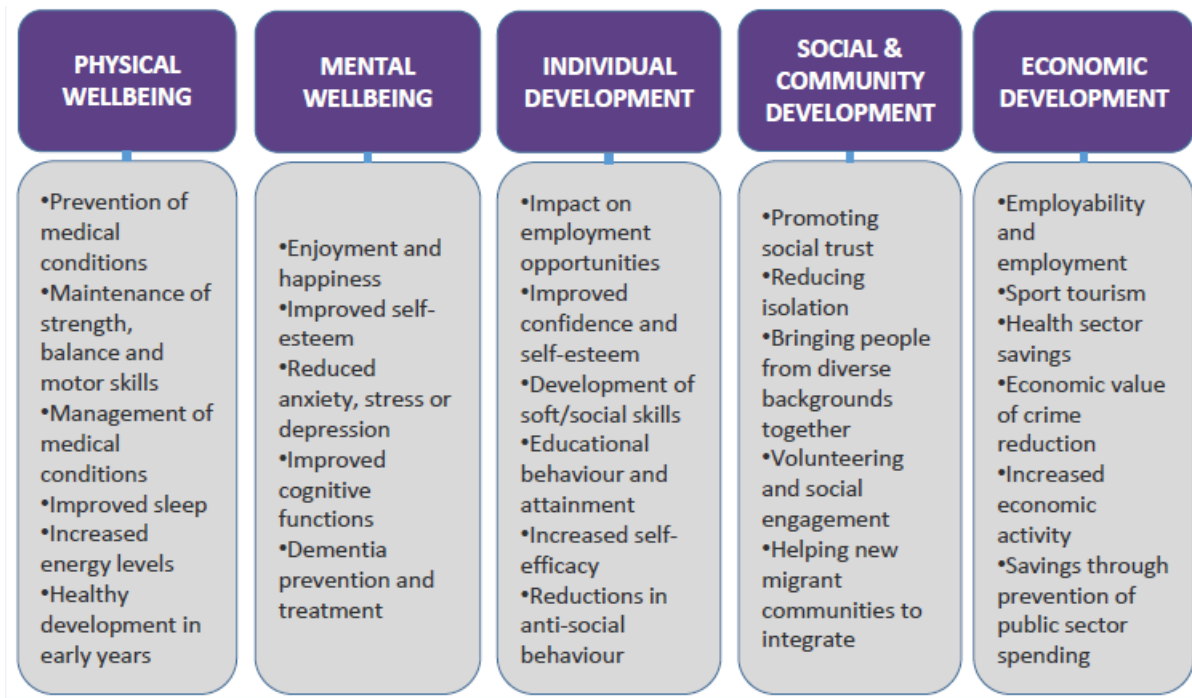 PHYSICAL
WELLBEING
•Prevention of
medical
conditions
•Maintenance of
strength,
balance and
motor skills
•Management of
medical
conditions
•Improved sleep
•Increased
energy levels
•Healthy
development in
early years
MENTAL
WELLBEING
•Enjoyment and
happiness
•Improved self-
esteem
•Reduced
anxiety, stress or
depression
•Improved
cognitive
functions
•Dementia
prevention and
treatment
INDIVIDUAL
DEVELOPMENT
•Impact on
employment
opportunities
•Improved
confidence and
self-esteem
•Development of
soft/social skills
•Educational
behaviour and
attainment
•Increased self-
efficacy
•Reductions in
anti-social
behaviour
SOCIAL &
COMMUNITY
DEVELOPMENT
•Promoting
social trust
•Reducing
isolation
•Bringing people
from diverse
backgrounds
together
•Volunteering
and social
engagement
•Helping new
migrant
communities to
integrate
ECONOMIC
DEVELOPMENT
•Employability
and
employment
•Sport tourism
•Health sector
savings
•Economic value
of crime
reduction
•Increased
economic
activity
•Savings through
prevention of
public sector
spending